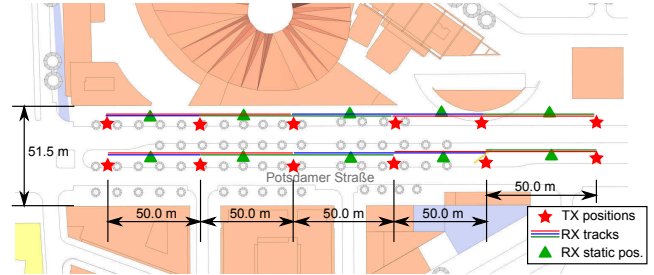 51.5 m
Potsdamer Straße
50.0 m
50.0 m 50.0 m 50.0 m 50.0 m
TX positions
RX tracks
RX static pos.